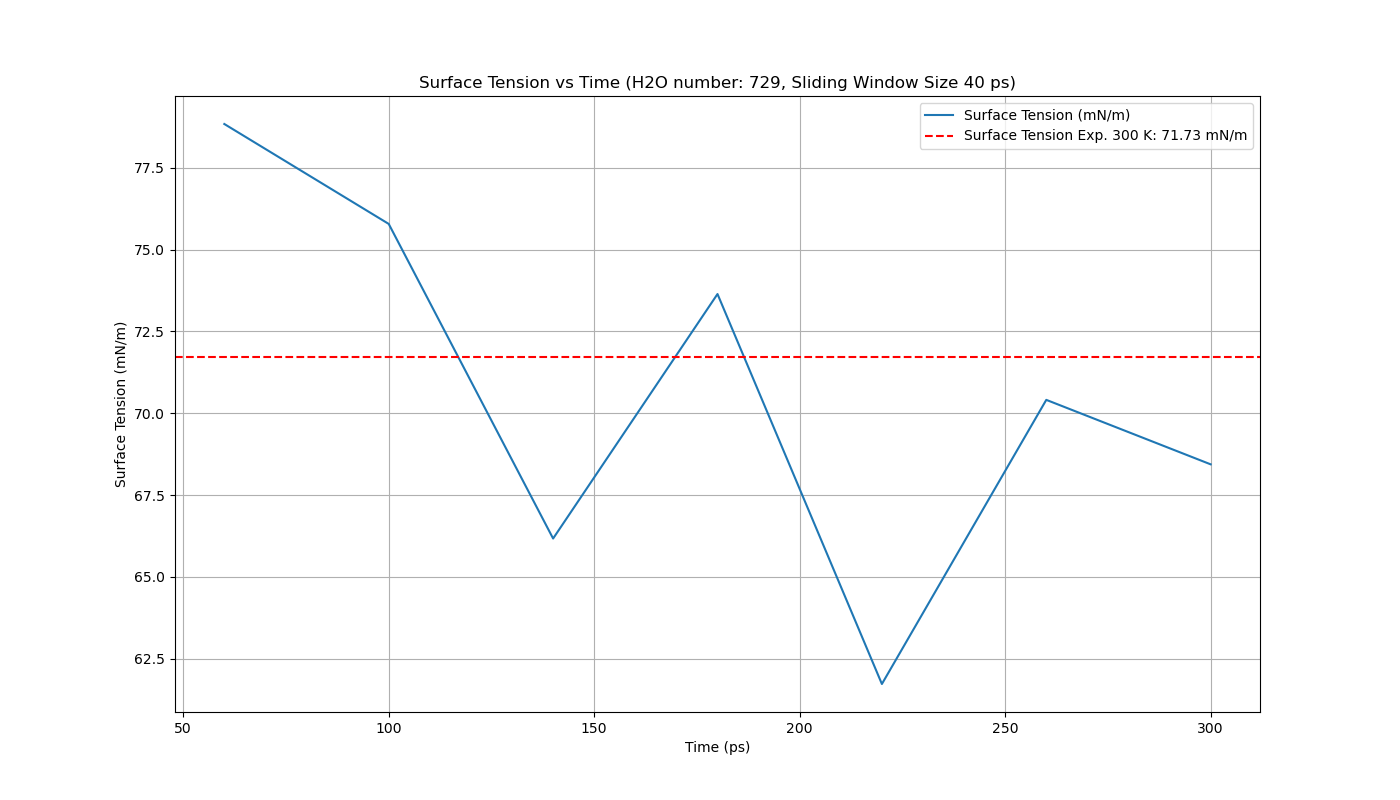 Surface Tension vs Time (H2O number: 729, Sliding Window Size 40 ps)
Surface Tension (mN/m)
Surface Tension Exp. 300 K: 71.73 mN/m
77.5
75.0
72.5
70.0
67.5
65.0
62.5
Surface Tension (mN/m)
50 100 150 200 250 300
Time (ps)